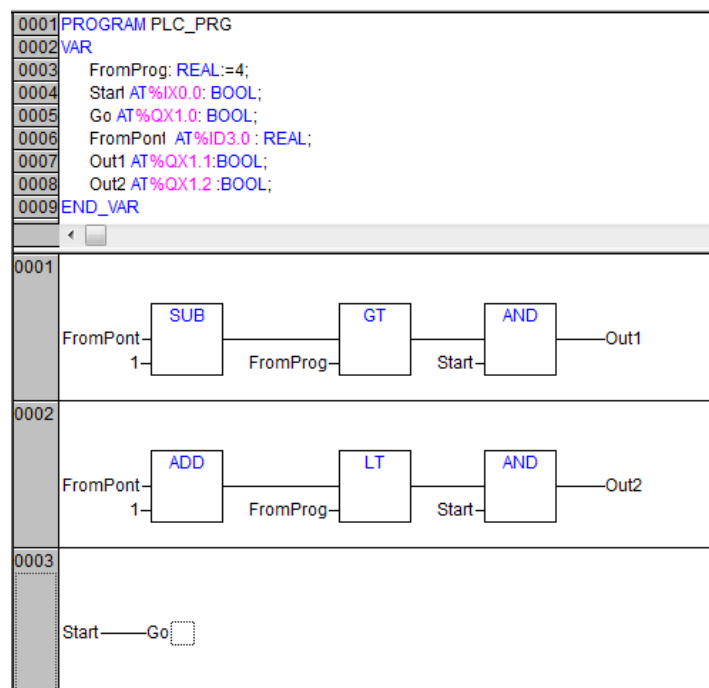 0001 PROGRAM PLC_PRG
0002 VAR
0003 FromProg: REAL:=4;
0004 Start AT%IX0.0: BOOL;
0005 Go AT%QX1.0: BOOL;
0006 FromPont AT%ID3.0 : REAL;
0007 Out1 AT%QX1.1:BOOL;
0008 Out2 AT%QX1.2 :BOOL;
0009 END_VAR
0001
SUB GT AND
FromPont Out1
1 FromProg Start
0002
ADD LT AND
FromPont Out2
1 FromProg Start
0003
Start Go